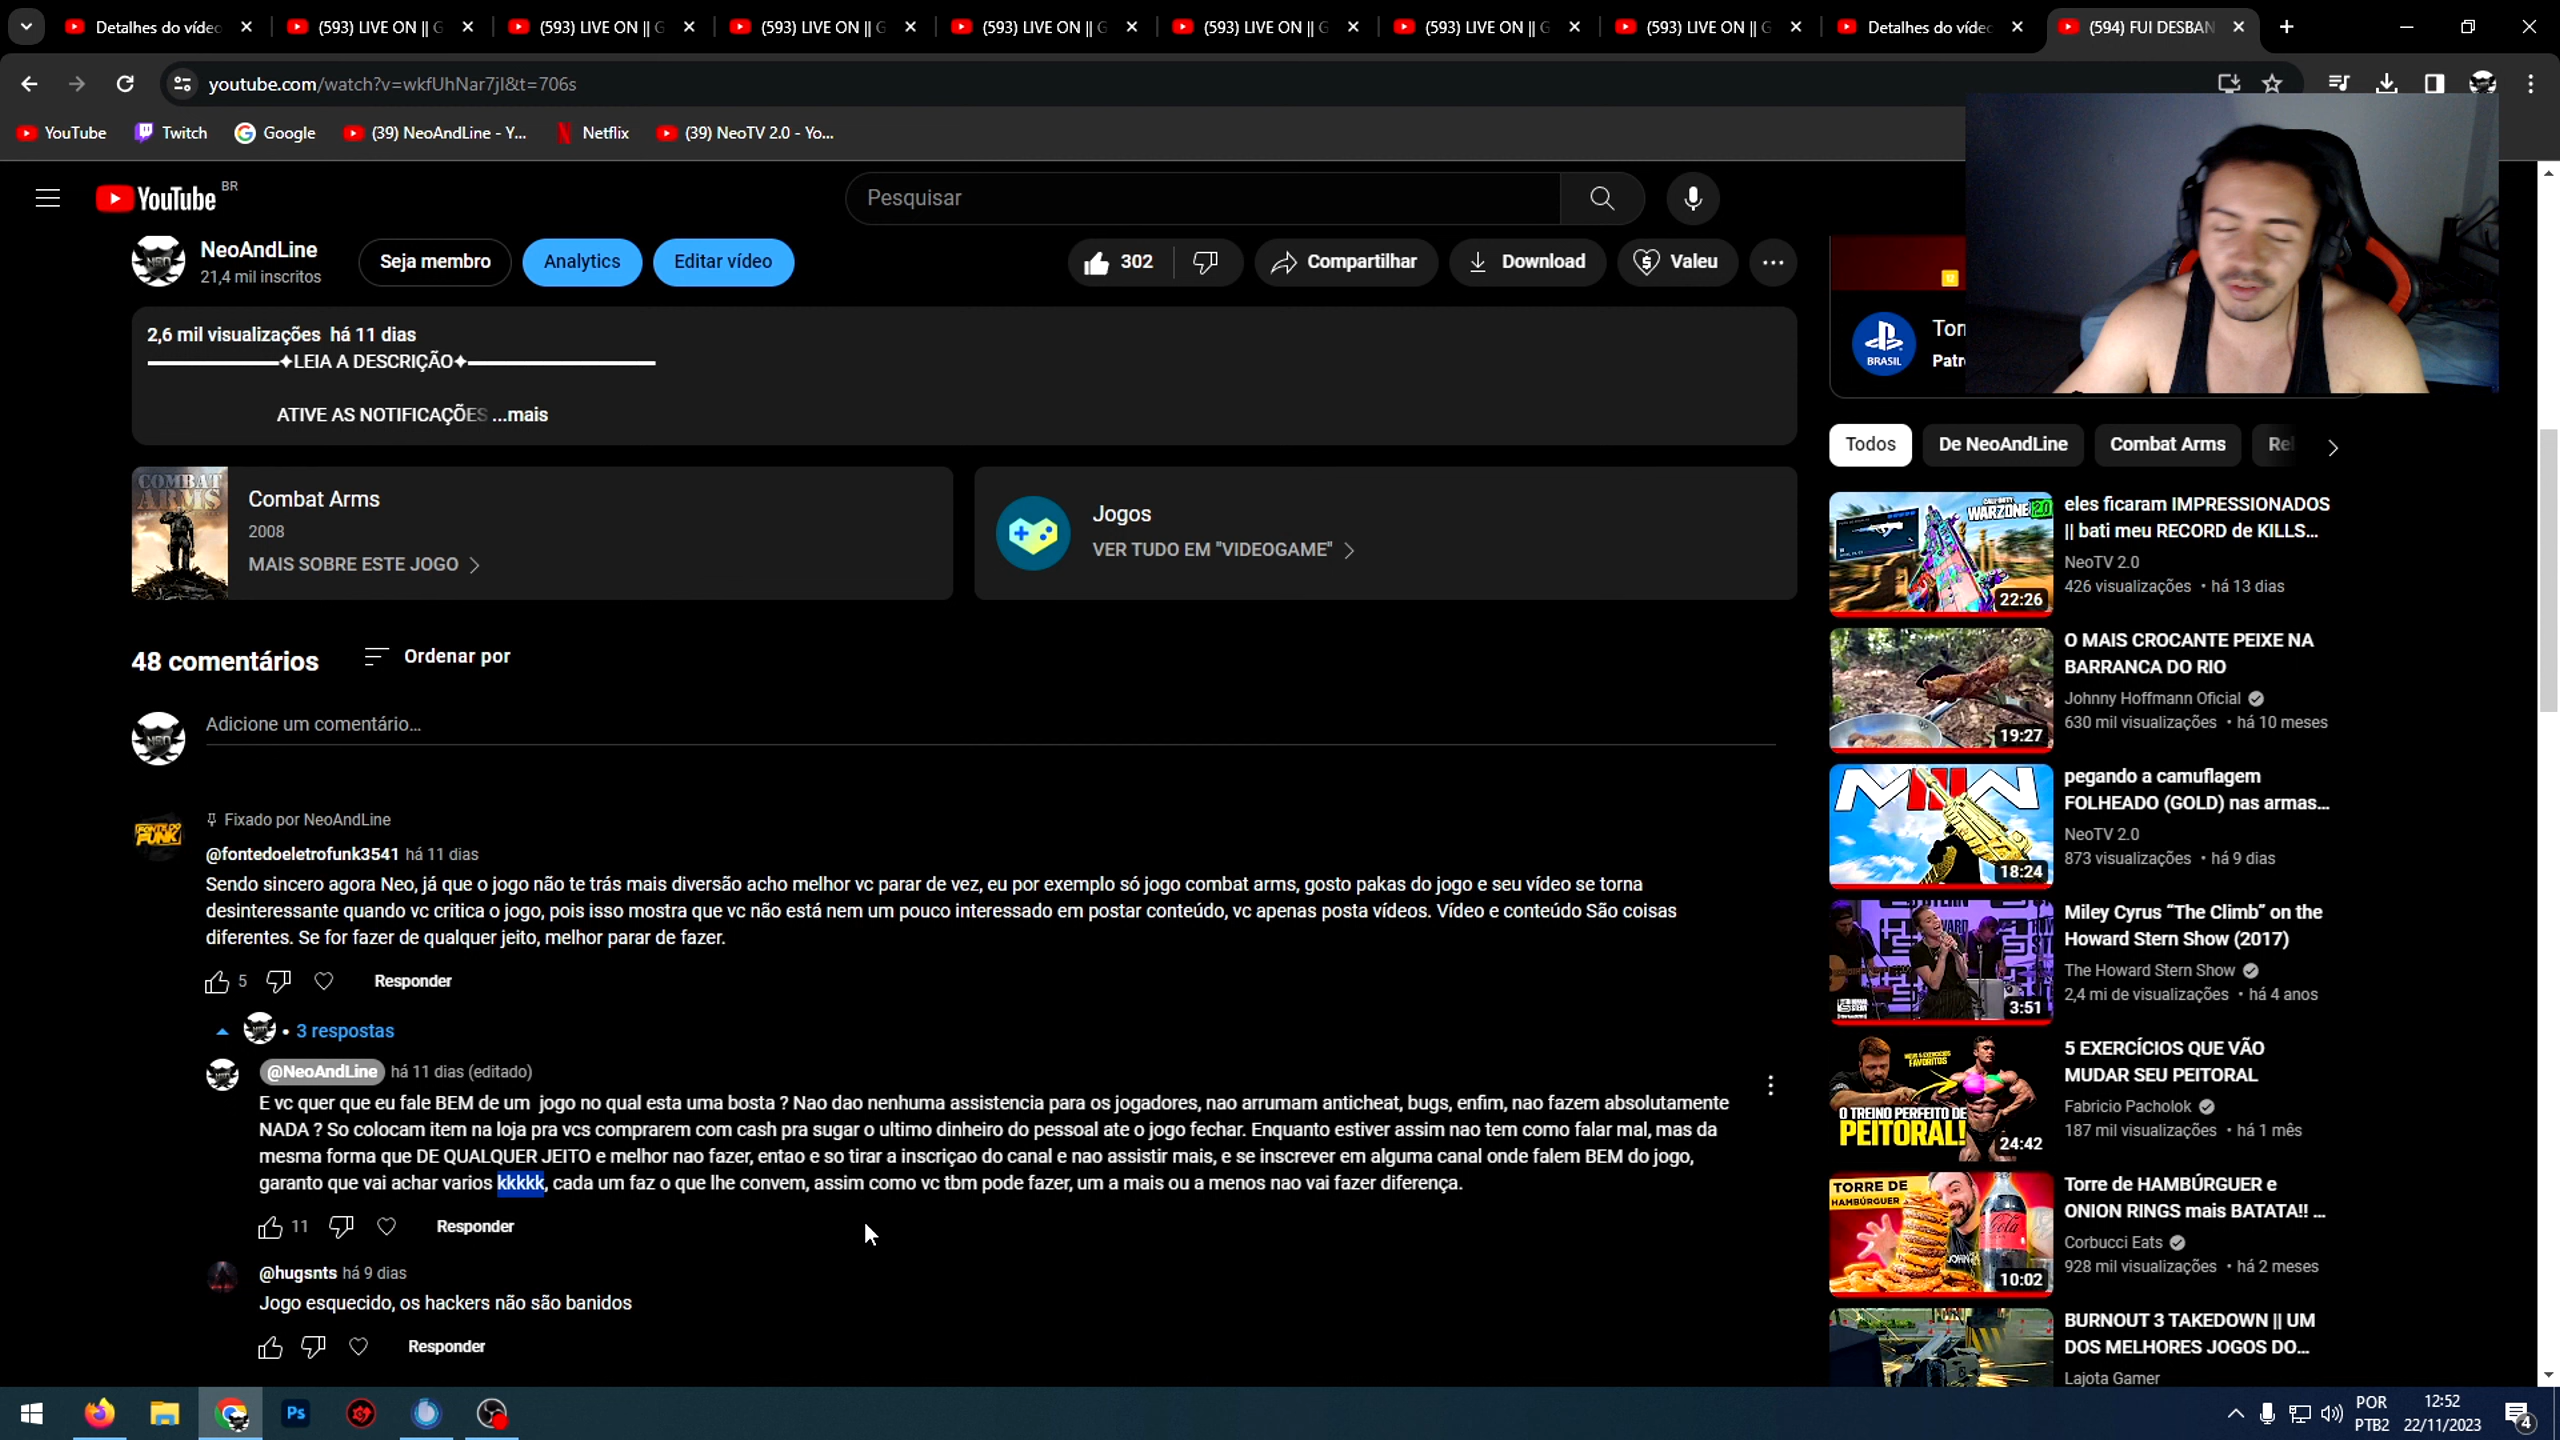 Detalhes do víde
(593) LIVE ON || G
(593) LIVE ON || G
(593) LIVE ON || G
(593) LIVE ON || G
(593) LIVE ON || G
(593) LIVE ON || G
(593) LIVE ON || G
Detalhes do víde
(594) FUI DESBAN
youtube.com/watch?v=wkfUhNar7jI&t=706s
YouTube
Twitch
Google
(39) NeoAndLine - Y...
Netflix
(39) NeoTV 2.0 - Yo...
YouTube BR
Pesquisar
NeoAndLine
21,4 mil inscritos
Seja membro
Analytics
Editar vídeo
302
Compartilhar
Download
Valeu
2,6 mil visualizações há 11 dias
✦LEIA A DESCRIÇÃO✦
ATIVE AS NOTIFICAÇÕES ...mais
COMBAT ARMS
Combat Arms
2008
MAIS SOBRE ESTE JOGO
Jogos
VER TUDO EM "VIDEOGAME"
48 comentários
Ordenar por
Adicione um comentário...
Fixado por NeoAndLine
@fontedoeletrofunk3541 há 11 dias
Sendo sincero agora Neo, já que o jogo não te trás mais diversão acho melhor vc parar de vez, eu por exemplo só jogo combat arms, gosto pakas do jogo e seu vídeo se torna
desinteressante quando vc critica o jogo, pois isso mostra que vc não está nem um pouco interessado em postar conteúdo, vc apenas posta vídeos. Vídeo e conteúdo São coisas
diferentes. Se for fazer de qualquer jeito, melhor parar de fazer.
5
Responder
3 respostas
@NeoAndLine há 11 dias (editado)
E vc quer que eu fale BEM de um jogo no qual esta uma bosta ? Nao dao nenhuma assistencia para os jogadores, nao arrumam anticheat, bugs, enfim, nao fazem absolutamente
NADA ? So colocam item na loja pra vcs comprarem com cash pra sugar o ultimo dinheiro do pessoal ate o jogo fechar. Enquanto estiver assim nao tem como falar mal, mas da
mesma forma que DE QUALQUER JEITO e melhor nao fazer, entao e so tirar a inscriçao do canal e nao assistir mais, e se inscrever em alguma canal onde falem BEM do jogo,
garanto que vai achar varios kkkkk, cada um faz o que lhe convem, assim como vc tbm pode fazer, um a mais ou a menos nao vai fazer diferença.
11
Responder
@hugsnts há 9 dias
Jogo esquecido, os hackers não são banidos
Responder
BRASIL
Torr
Patr
Todos
De NeoAndLine
Combat Arms
Rel
WARZONE 2.0
22:26
eles ficaram IMPRESSIONADOS
|| bati meu RECORD de KILLS...
NeoTV 2.0
426 visualizações • há 13 dias
19:27
O MAIS CROCANTE PEIXE NA
BARRANCA DO RIO
Johnny Hoffmann Oficial
630 mil visualizações • há 10 meses
18:24
pegando a camuflagem
FOLHEADO (GOLD) nas armas...
NeoTV 2.0
873 visualizações • há 9 dias
3:51
Miley Cyrus “The Climb” on the
Howard Stern Show (2017)
The Howard Stern Show
2,4 mi de visualizações • há 4 anos
O TREINO PERFEITO DE
PEITORAL!
24:42
5 EXERCÍCIOS QUE VÃO
MUDAR SEU PEITORAL
Fabricio Pacholok
187 mil visualizações • há 1 mês
TORRE DE
HAMBÚRGUER
10:02
Torre de HAMBÚRGUER e
ONION RINGS mais BATATA!! ...
Corbucci Eats
928 mil visualizações • há 2 meses
BURNOUT 3 TAKEDOWN || UM
DOS MELHORES JOGOS DO...
Lajota Gamer
Ps
POR
PTB2
12:52
22/11/2023
4